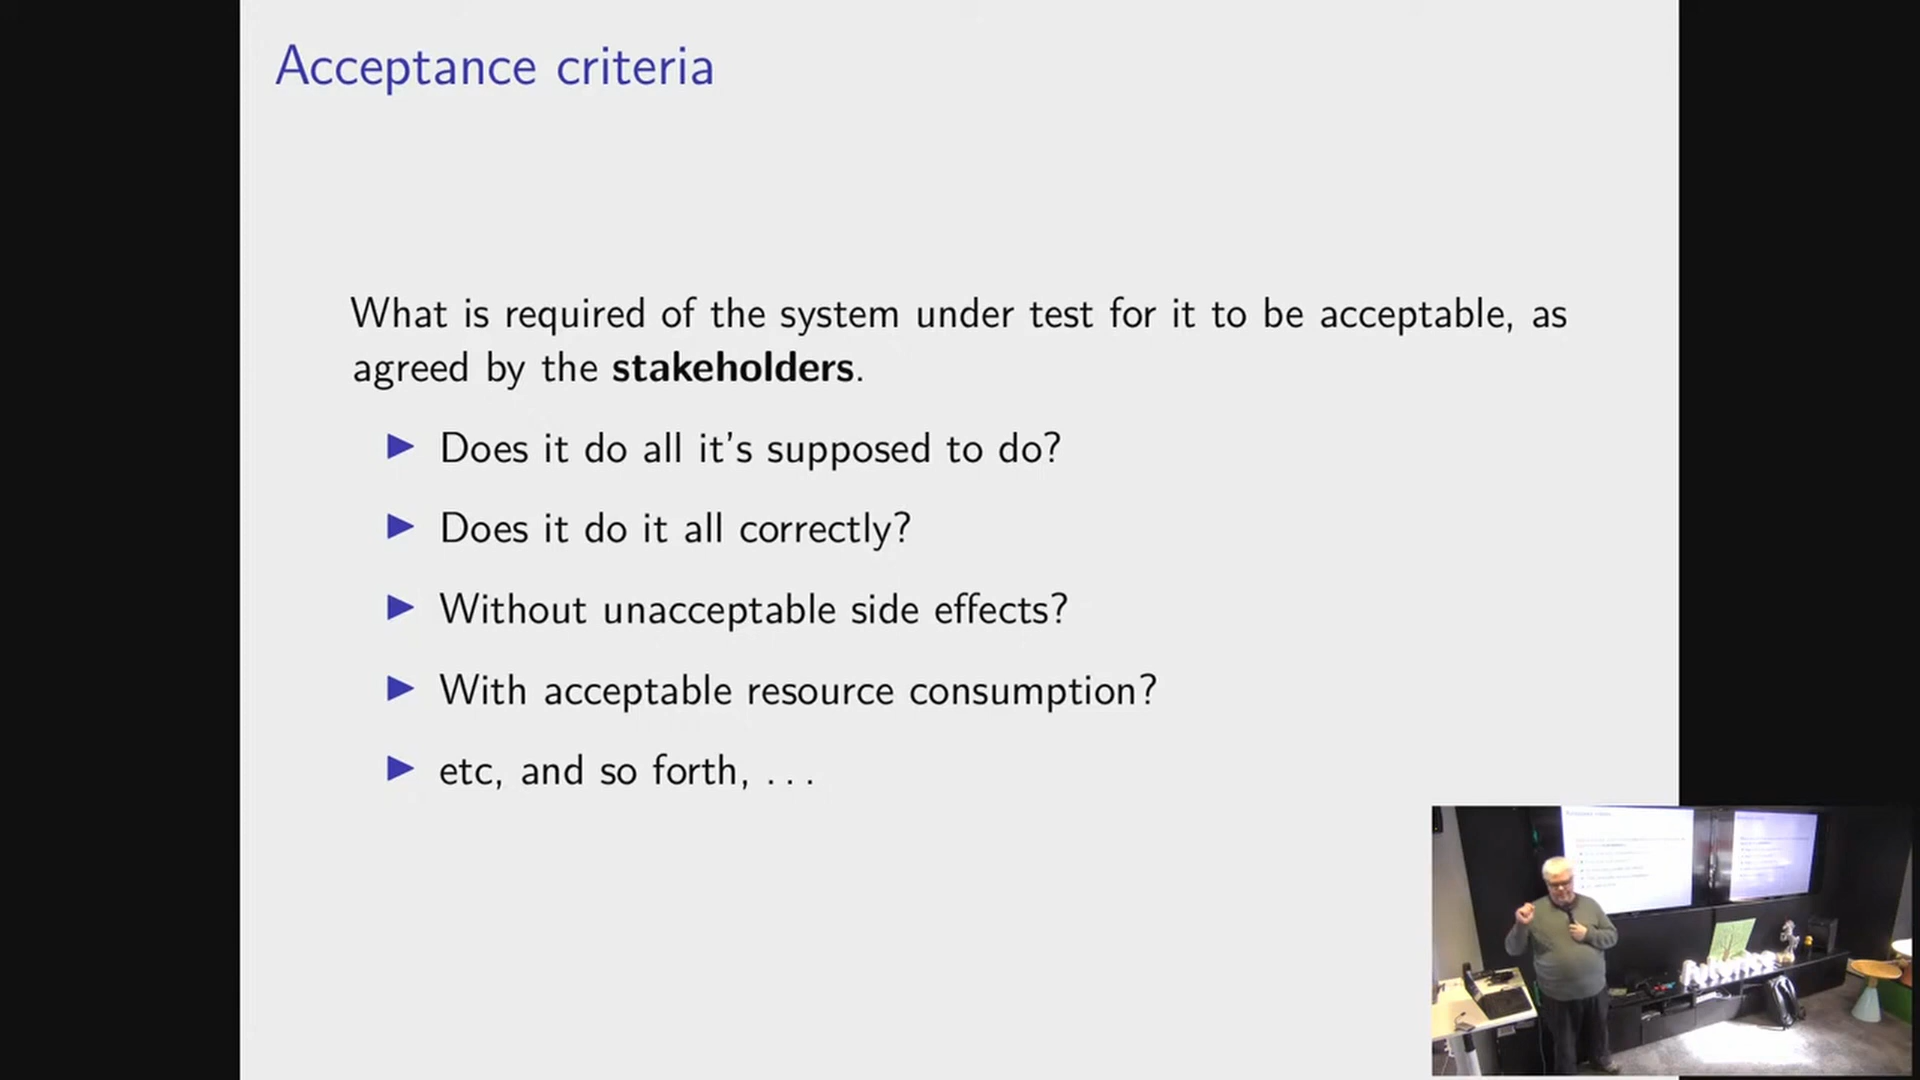 Acceptance criteria
What is required of the system under test for it to be acceptable, as
agreed by the stakeholders.
Does it do all it's supposed to do?
Does it do it all correctly?
Without unacceptable side effects?
With acceptable resource consumption?
etc, and so forth, . . .
futurice